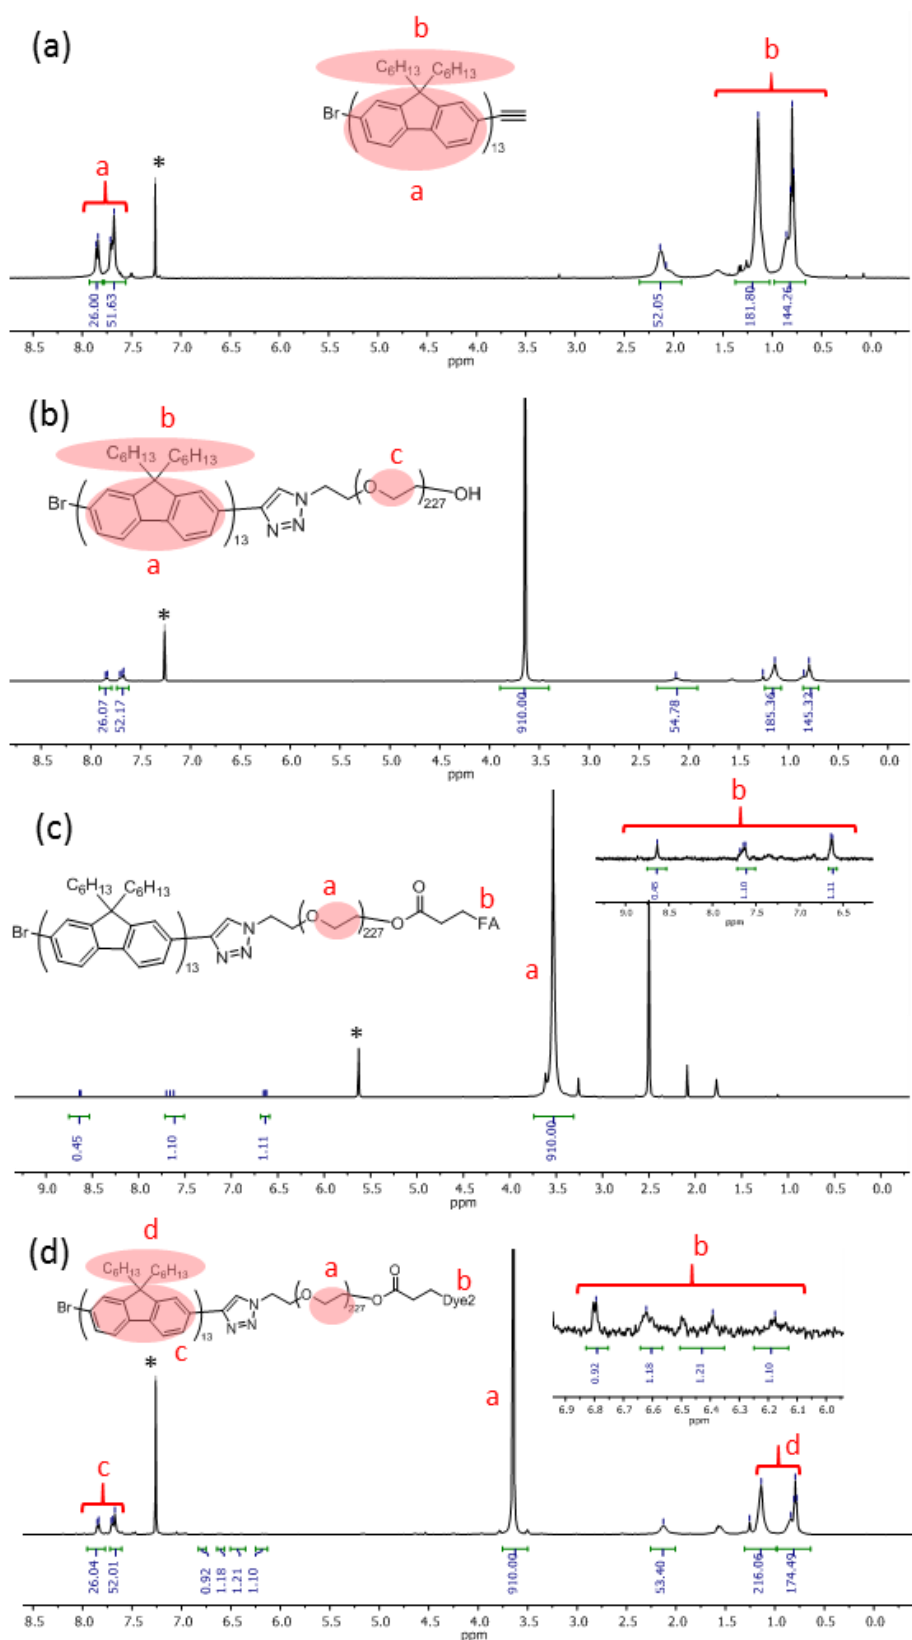 (a)
b
C6H13 C6H13
Br
13
a
a
*
b
26.00 51.63 52.05 181.80 144.26
8.5 8.0 7.5 7.0 6.5 6.0 5.5 5.0 4.5 4.0 3.5 3.0 2.5 2.0 1.5 1.0 0.5 0.0
ppm
(b)
b
C6H13 C6H13
c
Br
13
N
N=N
O
227
OH
a
*
26.07 52.17 910.00 54.78 185.36 145.32
8.5 8.0 7.5 7.0 6.5 6.0 5.5 5.0 4.5 4.0 3.5 3.0 2.5 2.0 1.5 1.0 0.5 0.0
ppm
(c)
b
0.45 1.10 1.11
9.0 8.5 8.0 7.5 7.0 6.5
ppm
C6H13 C6H13
a
O
b
Br
13
N
N=N
O
227
O
FA
a
*
0.45 1.10 1.11 910.00
9.0 8.5 8.0 7.5 7.0 6.5 6.0 5.5 5.0 4.5 4.0 3.5 3.0 2.5 2.0 1.5 1.0 0.5 0.0
ppm
(d)
d
C6H13 C6H13
a
O
b
Br
13
N
N=N
O
227
O
Dye2
c
b
0.92 1.18 1.21 1.10
6.9 6.8 6.7 6.6 6.5 6.4 6.3 6.2 6.1 6.0
ppm
*
a
c
d
26.04 52.01 0.92 1.18 1.21 1.10 910.00 53.40 216.06 174.49
8.5 8.0 7.5 7.0 6.5 6.0 5.5 5.0 4.5 4.0 3.5 3.0 2.5 2.0 1.5 1.0 0.5 0.0
ppm